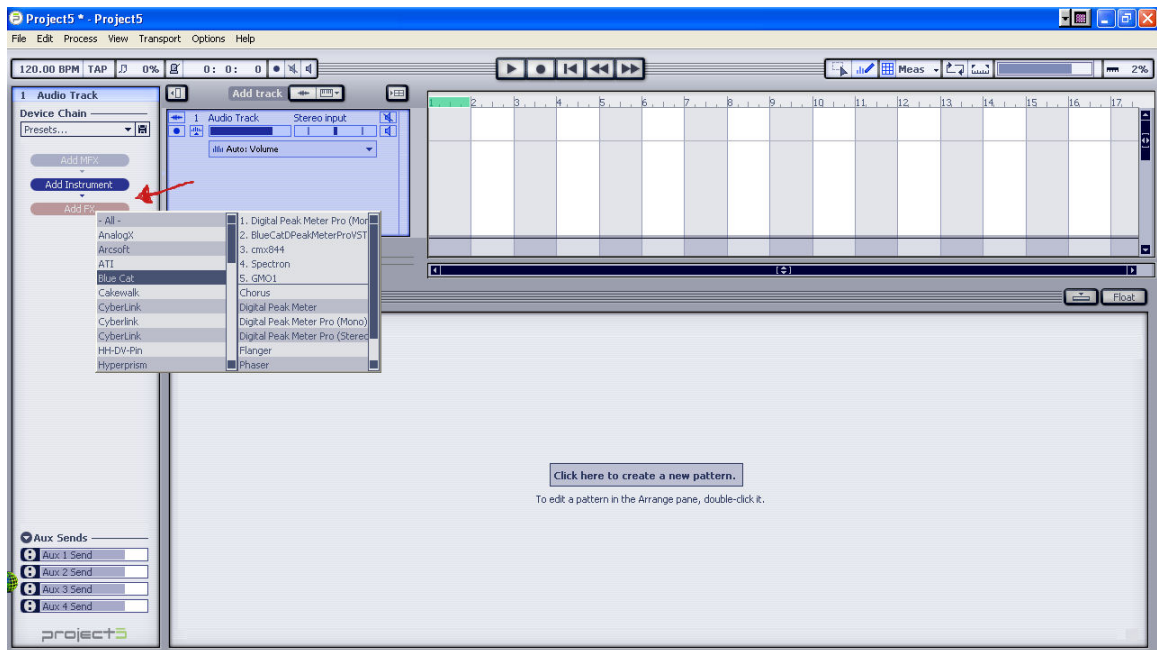 Project5 * - Project5
File Edit Process View Transport Options Help
120.00 BPM TAP 0% 0: 0: 0 Meas 2%
1 Audio Track
Add track
1 2 3 4 5 6 7 8 9 10 11 12 13 14 15 16 17
Device Chain
Presets...
1 Audio Track Stereo input
Auto: Volume
Add MFX
Add Instrument
Add FX
- All -
AnalogX
Arcsoft
ATI
Blue Cat
Cakewalk
CyberLink
Cyberlink
CyberLink
HH-DV-Pin
Hyperprism
1. Digital Peak Meter Pro (Mor
2. BlueCatDPeakMeterProVST
3. cmx844
4. Spectron
5. GMO1
Chorus
Digital Peak Meter
Digital Peak Meter Pro (Mono)
Digital Peak Meter Pro (Sterec
Flanger
Phaser
Float
Click here to create a new pattern.
To edit a pattern in the Arrange pane, double-click it.
Aux Sends
Aux 1 Send
Aux 2 Send
Aux 3 Send
Aux 4 Send
project5